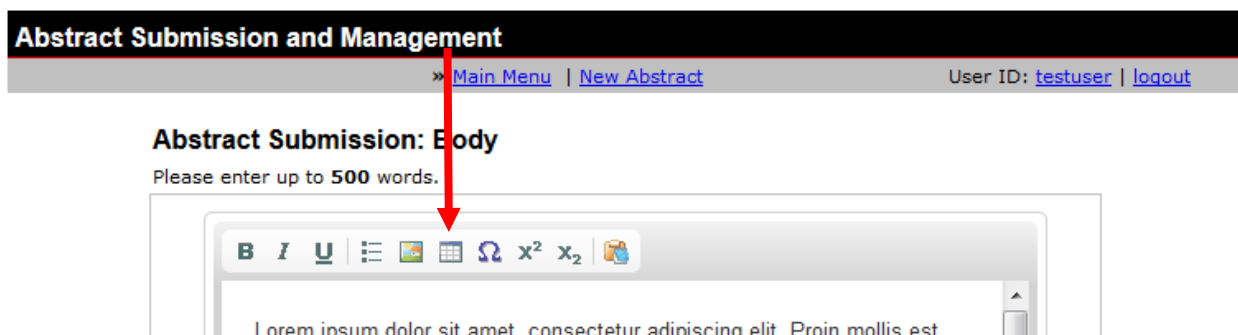 Abstract Submission and Management
» Main Menu | New Abstract User ID: testuser | logout
Abstract Submission: Body
Please enter up to 500 words.
B I U Ω x² x₂
Lorem ipsum dolor sit amet, consectetur adipiscing elit. Proin mollis est